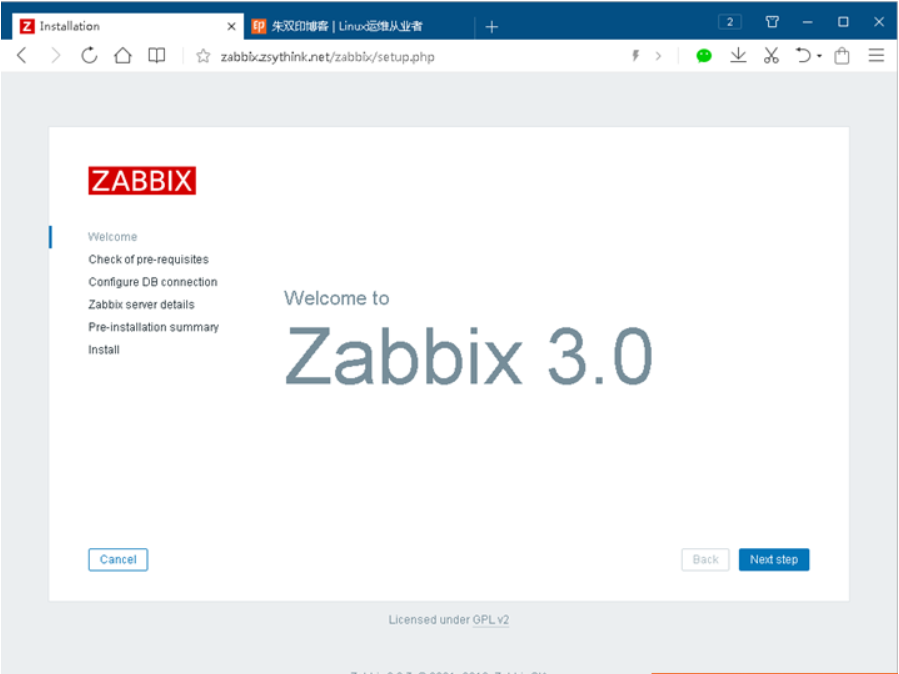 Z Installation
朱双印博客 | Linux运维从业者
2
zabbix.zsythink.net/zabbix/setup.php
ZABBIX
Welcome
Check of pre-requisites
Configure DB connection
Zabbix server details
Pre-installation summary
Install
Welcome to
Zabbix 3.0
Cancel
Back
Next step
Licensed under GPL v2